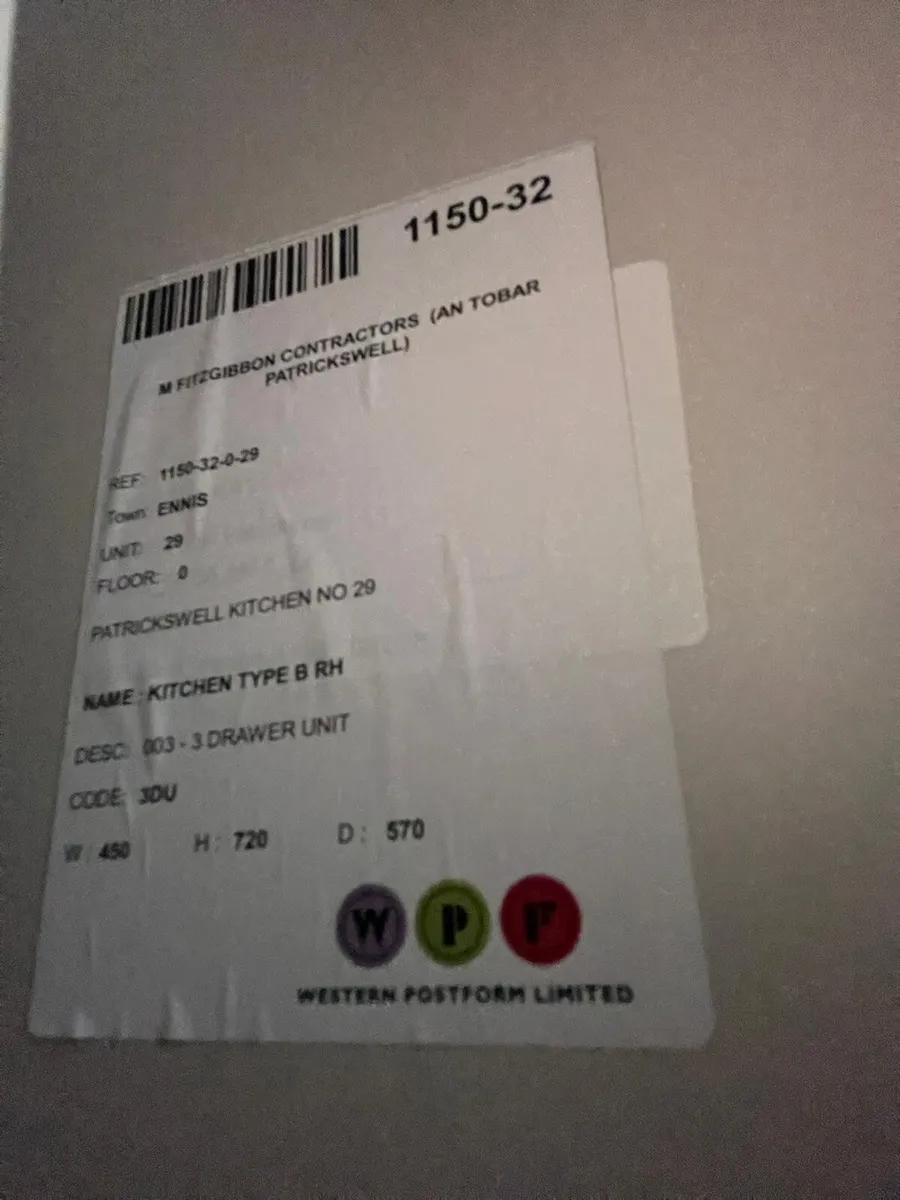 1150-32
M FITZGIBBON CONTRACTORS (AN TOBAR
PATRICKSWELL)
REF: 1150-32-0-29
Town: ENNIS
UNIT: 29
FLOOR: 0
PATRICKSWELL KITCHEN NO 29
NAME : KITCHEN TYPE B RH
DESC: 003 - 3 DRAWER UNIT
CODE: 3DU
W : 450 H : 720 D : 570
W P F
WESTERN POSTFORM LIMITED